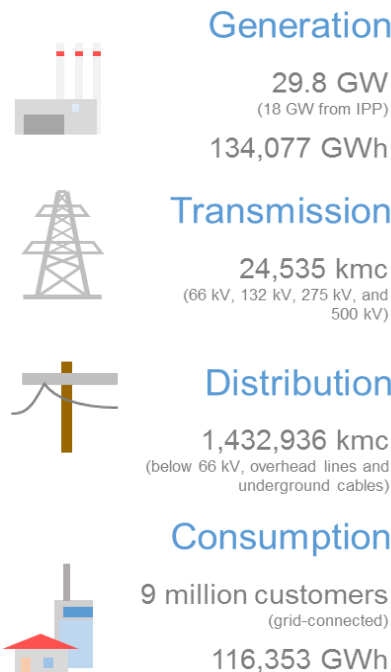 Generation
29.8 GW
(18 GW from IPP)
134,077 GWh
Transmission
24,535 kmc
(66 kV, 132 kV, 275 kV, and
500 kV)
Distribution
1,432,936 kmc
(below 66 kV, overhead lines and
underground cables)
Consumption
9 million customers
(grid-connected)
116,353 GWh